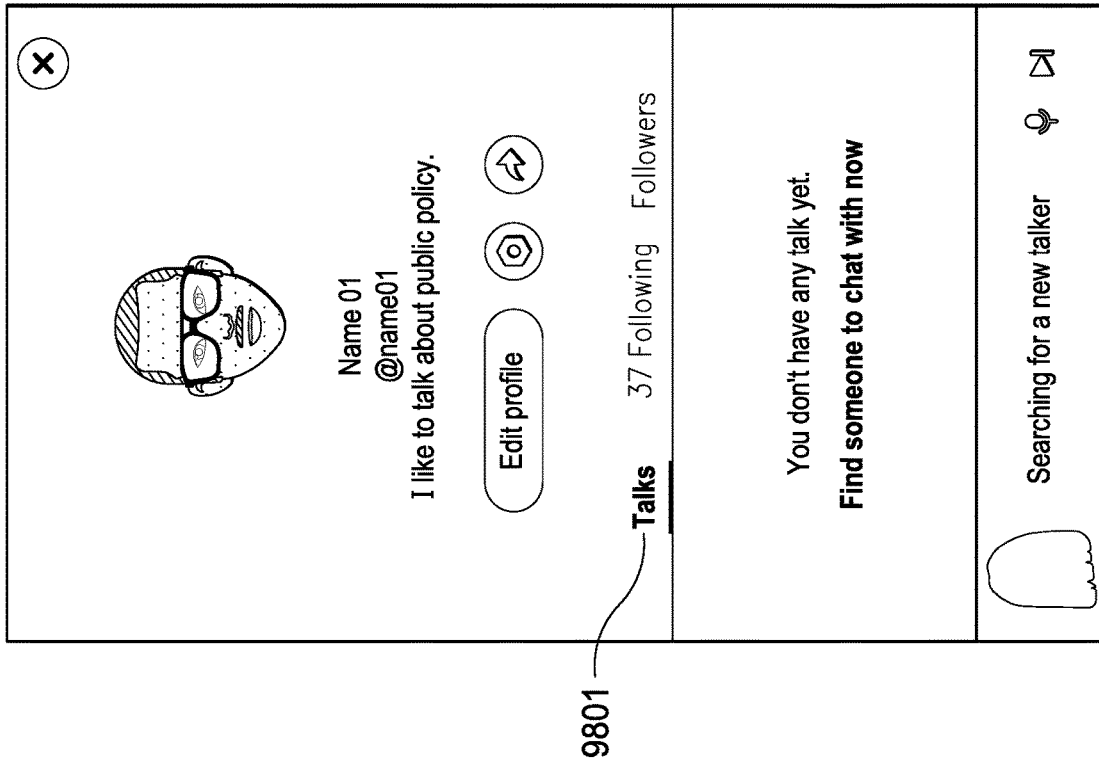 Name 01
@name01
I like to talk about public policy.
Edit profile
Talks 37 Following Followers
You don't have any talk yet.
Find someone to chat with now
Searching for a new talker
9801